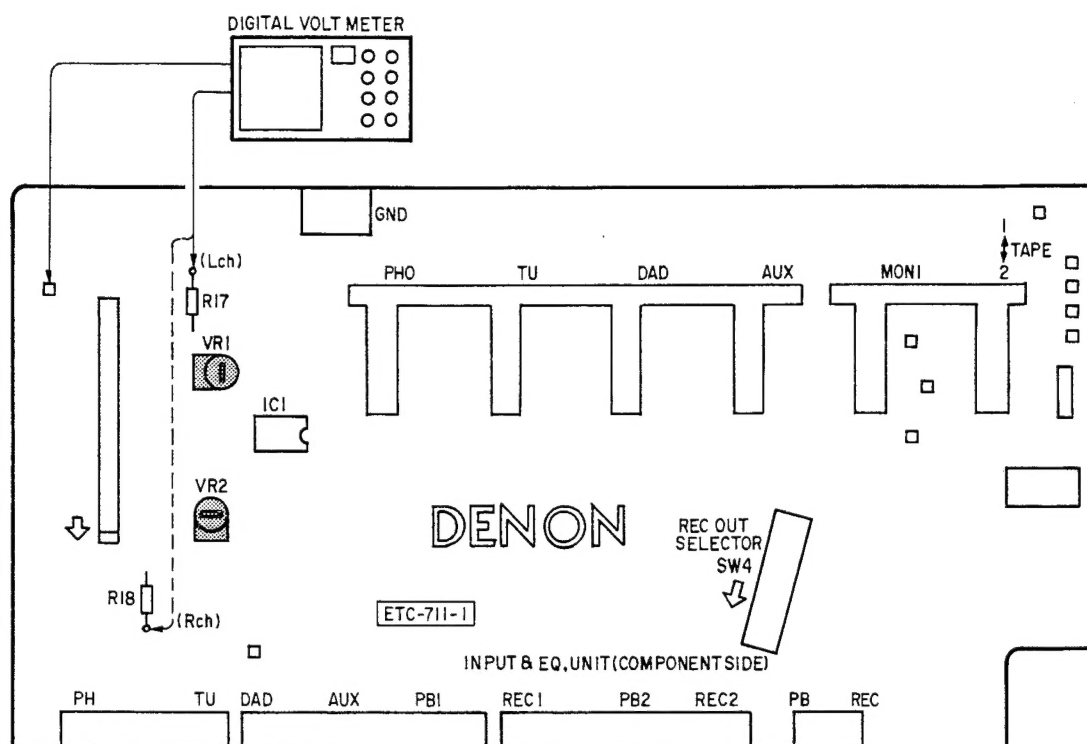 DIGITAL VOLT METER
GND
TAPE
(Lch)
PHO TU DAD AUX MONI 2
R17
VR1
IC1
VR2
DENON
REC OUT
SELECTOR
SW4
R18
(Rch)
ETC-711-1
INPUT & EQ, UNIT (COMPONENT SIDE)
PH TU DAD AUX PB1 REC1 PB2 REC2 PB REC